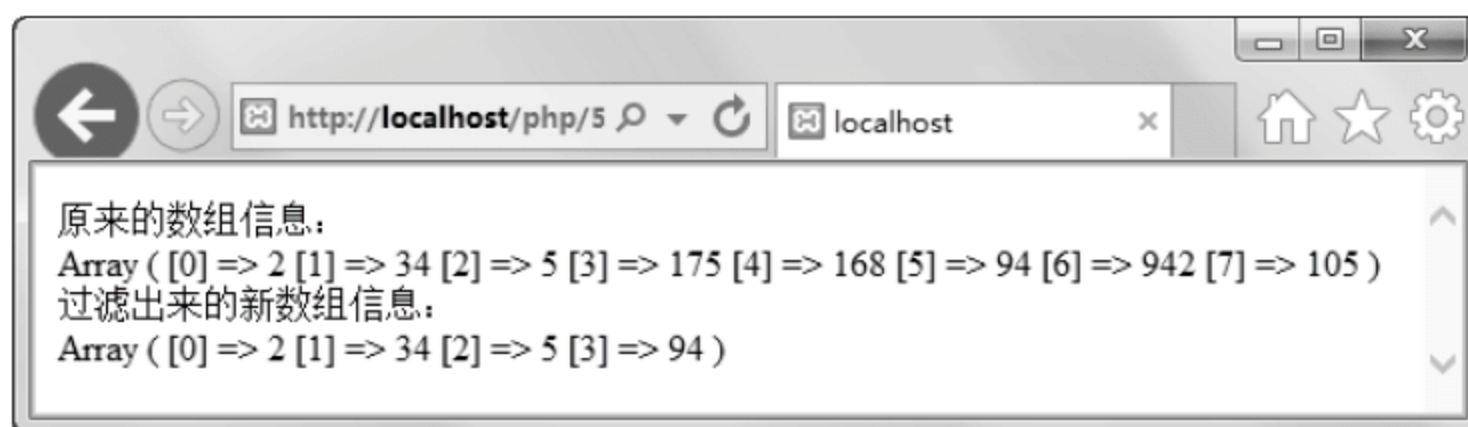 http://localhost/php/5
localhost
原来的数组信息：
Array ( [0] => 2 [1] => 34 [2] => 5 [3] => 175 [4] => 168 [5] => 94 [6] => 942 [7] => 105 )
过滤出来的新数组信息：
Array ( [0] => 2 [1] => 34 [2] => 5 [3] => 94 )